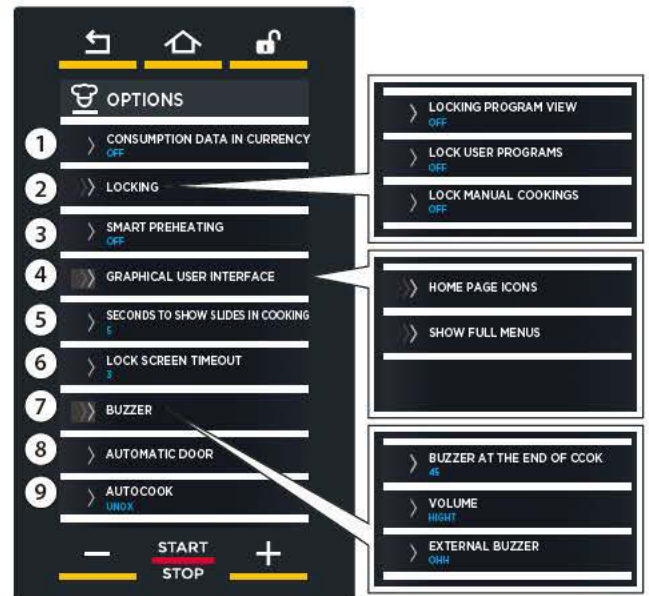 OPTIONS
1
CONSUMPTION DATA IN CURRENCY
OFF
2
LOCKING
3
SMART PREHEATING
OFF
4
GRAPHICAL USER INTERFACE
5
SECONDS TO SHOW SLIDES IN COOKING
5
6
LOCK SCREEN TIMEOUT
3
7
BUZZER
8
AUTOMATIC DOOR
9
AUTOCOOK
UNOX
START
STOP
LOCKING PROGRAM VIEW
OFF
LOCK USER PROGRAMS
OFF
LOCK MANUAL COOKINGS
OFF
HOME PAGE ICONS
SHOW FULL MENUS
BUZZER AT THE END OF CCOK
45
VOLUME
HIGHT
EXTERNAL BUZZER
OHH